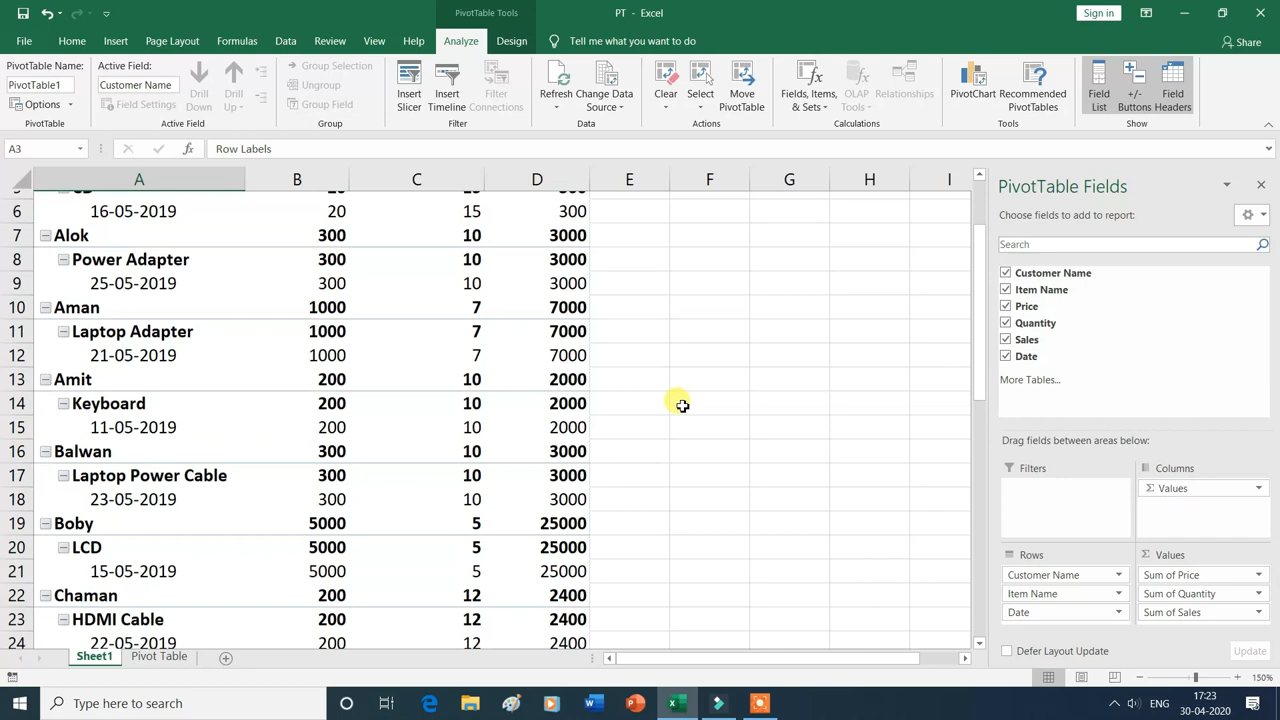 PivotTable Tools
PT - Excel
Sign in
File Home Insert Page Layout Formulas Data Review View Help Analyze Design Tell me what you want to do Share
PivotTable Name:
PivotTable1
Options
PivotTable
Active Field:
Customer Name
Field Settings
Drill Down
Drill Up
Active Field
Group Selection
Ungroup
Group Field
Group
Insert Slicer
Insert Timeline
Filter Connections
Filter
Refresh
Change Data Source
Data
Clear
Select
Move PivotTable
Actions
Fields, Items, & Sets
OLAP Tools
Relationships
Calculations
PivotChart
Recommended PivotTables
Tools
Field List
+/- Buttons
Field Headers
Show
A3 fx Row Labels
A B C D E F G H I
6 16-05-2019 20 15 300
7 Alok 300 10 3000
8 Power Adapter 300 10 3000
9 25-05-2019 300 10 3000
10 Aman 1000 7 7000
11 Laptop Adapter 1000 7 7000
12 21-05-2019 1000 7 7000
13 Amit 200 10 2000
14 Keyboard 200 10 2000
15 11-05-2019 200 10 2000
16 Balwan 300 10 3000
17 Laptop Power Cable 300 10 3000
18 23-05-2019 300 10 3000
19 Boby 5000 5 25000
20 LCD 5000 5 25000
21 15-05-2019 5000 5 25000
22 Chaman 200 12 2400
23 HDMI Cable 200 12 2400
24 22-05-2019 200 12 2400
Sheet1 Pivot Table
PivotTable Fields
Choose fields to add to report:
Search
Customer Name
Item Name
Price
Quantity
Sales
Date
More Tables...
Drag fields between areas below:
Filters
Columns
Σ Values
Rows
Customer Name
Item Name
Date
Σ Values
Sum of Price
Sum of Quantity
Sum of Sales
Defer Layout Update
Update
150%
Type here to search
ENG
17:23
30-04-2020